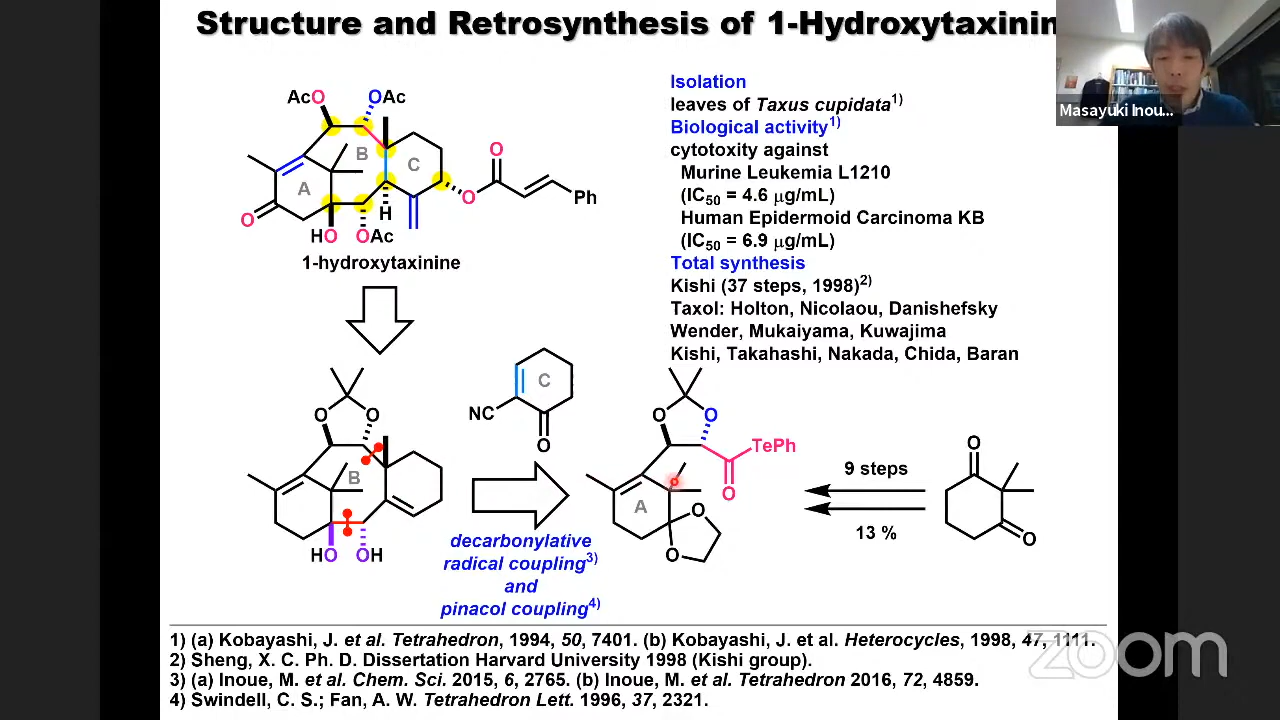 Structure and Retrosynthesis of 1-Hydroxytaxinin
Masayuki Inou...
AcO
OAc
B
C
A
O
O
O
Ph
H
HO
OAc
1-hydroxytaxinine
Isolation
leaves of Taxus cupidata1)
Biological activity1)
cytotoxity against
Murine Leukemia L1210
(IC50 = 4.6 μg/mL)
Human Epidermoid Carcinoma KB
(IC50 = 6.9 μg/mL)
Total synthesis
Kishi (37 steps, 1998)2)
Taxol: Holton, Nicolaou, Danishefsky
Wender, Mukaiyama, Kuwajima
Kishi, Takahashi, Nakada, Chida, Baran
O
O
B
HO
OH
C
NC
O
decarbonylative
radical coupling3)
and
pinacol coupling4)
O
O
TePh
O
A
O
O
9 steps
13 %
O
O
1) (a) Kobayashi, J. et al. Tetrahedron, 1994, 50, 7401. (b) Kobayashi, J. et al. Heterocycles, 1998, 47, 1111.
2) Sheng, X. C. Ph. D. Dissertation Harvard University 1998 (Kishi group).
3) (a) Inoue, M. et al. Chem. Sci. 2015, 6, 2765. (b) Inoue, M. et al. Tetrahedron 2016, 72, 4859.
4) Swindell, C. S.; Fan, A. W. Tetrahedron Lett. 1996, 37, 2321.
zoom